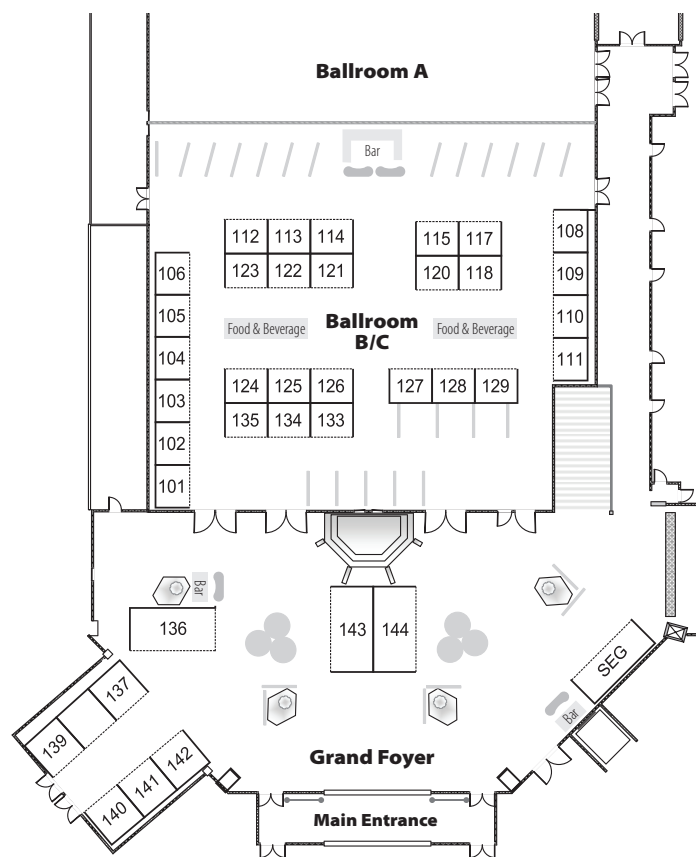 Ballroom A
Bar
112 113 114
115 117
108
123 122 121
120 118
109
106
105
Food & Beverage
Ballroom
B/C
Food & Beverage
110
104
111
124 125 126
127 128 129
103
135 134 133
102
101
Bar
136
143 144
SEG
137
139
Bar
142
141
140
Grand Foyer
Main Entrance